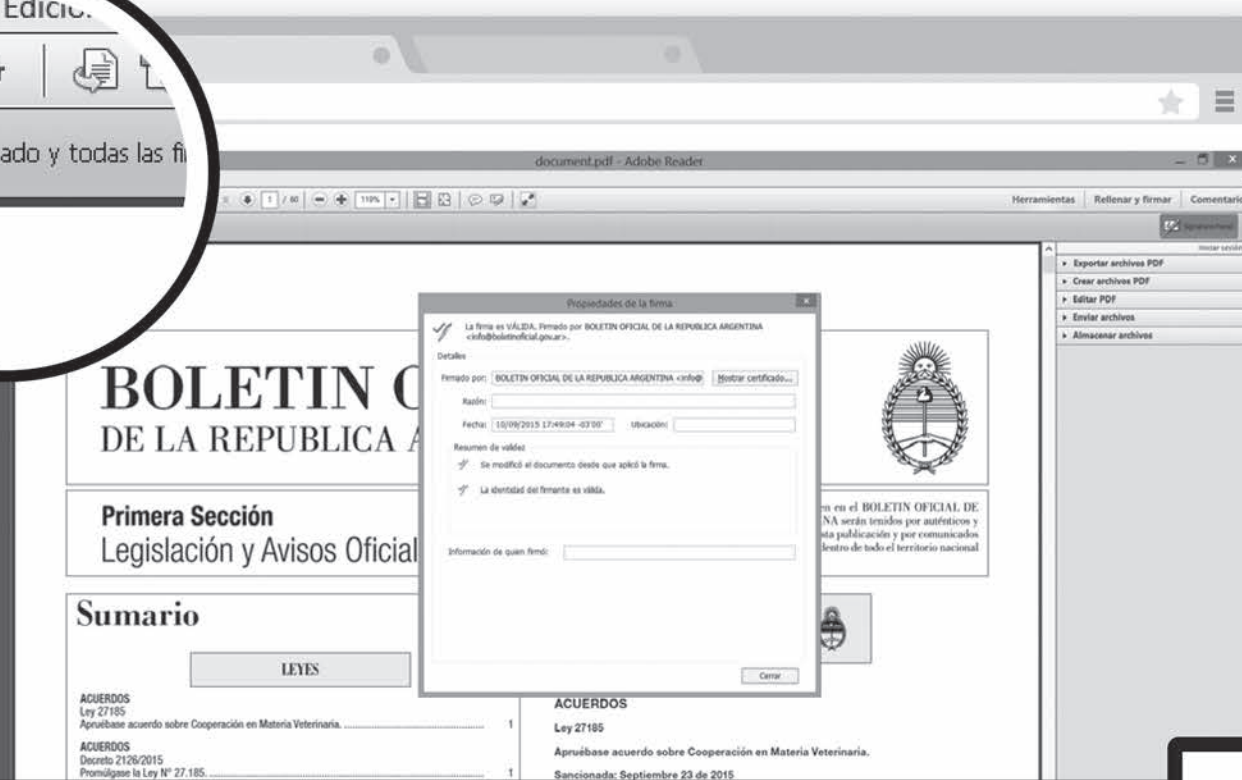 Edicio
r
ado y todas las fi
document.pdf - Adobe Reader
1 / 60
119%
Herramientas
Rellenar y firmar
Comentario
Iniciar sesión
Exportar archivos PDF
Crear archivos PDF
Editar PDF
Enviar archivos
Almacenar archivos
BOLETIN O
DE LA REPUBLICA A
Primera Sección
Legislación y Avisos Oficial
Propiedades de la firma
La firma es VÁLIDA. Firmado por BOLETIN OFICIAL DE LA REPUBLICA ARGENTINA
<info@boletinoficial.gov.ar>.
Detalles
Firmado por: BOLETIN OFICIAL DE LA REPUBLICA ARGENTINA <info@ Mostrar certificado...
Razón:
Fecha: 10/09/2015 17:49:04 -03'00' Ubicación:
Resumen de validez
Se modificó el documento desde que aplicó la firma.
La identidad del firmante es válida.
Información de quien firmó:
Cerrar
en en el BOLETIN OFICIAL DE
NA serán tenidos por auténticos y
sta publicación y por comunicados
dentro de todo el territorio nacional
Sumario
LEYES
ACUERDOS
Ley 27185
Apruébase acuerdo sobre Cooperación en Materia Veterinaria. 1
ACUERDOS
Decreto 2126/2015
Promúlgase la Ley N° 27.185. 1
ACUERDOS
Ley 27185
Apruébase acuerdo sobre Cooperación en Materia Veterinaria.
Sancionada: Septiembre 23 de 2015